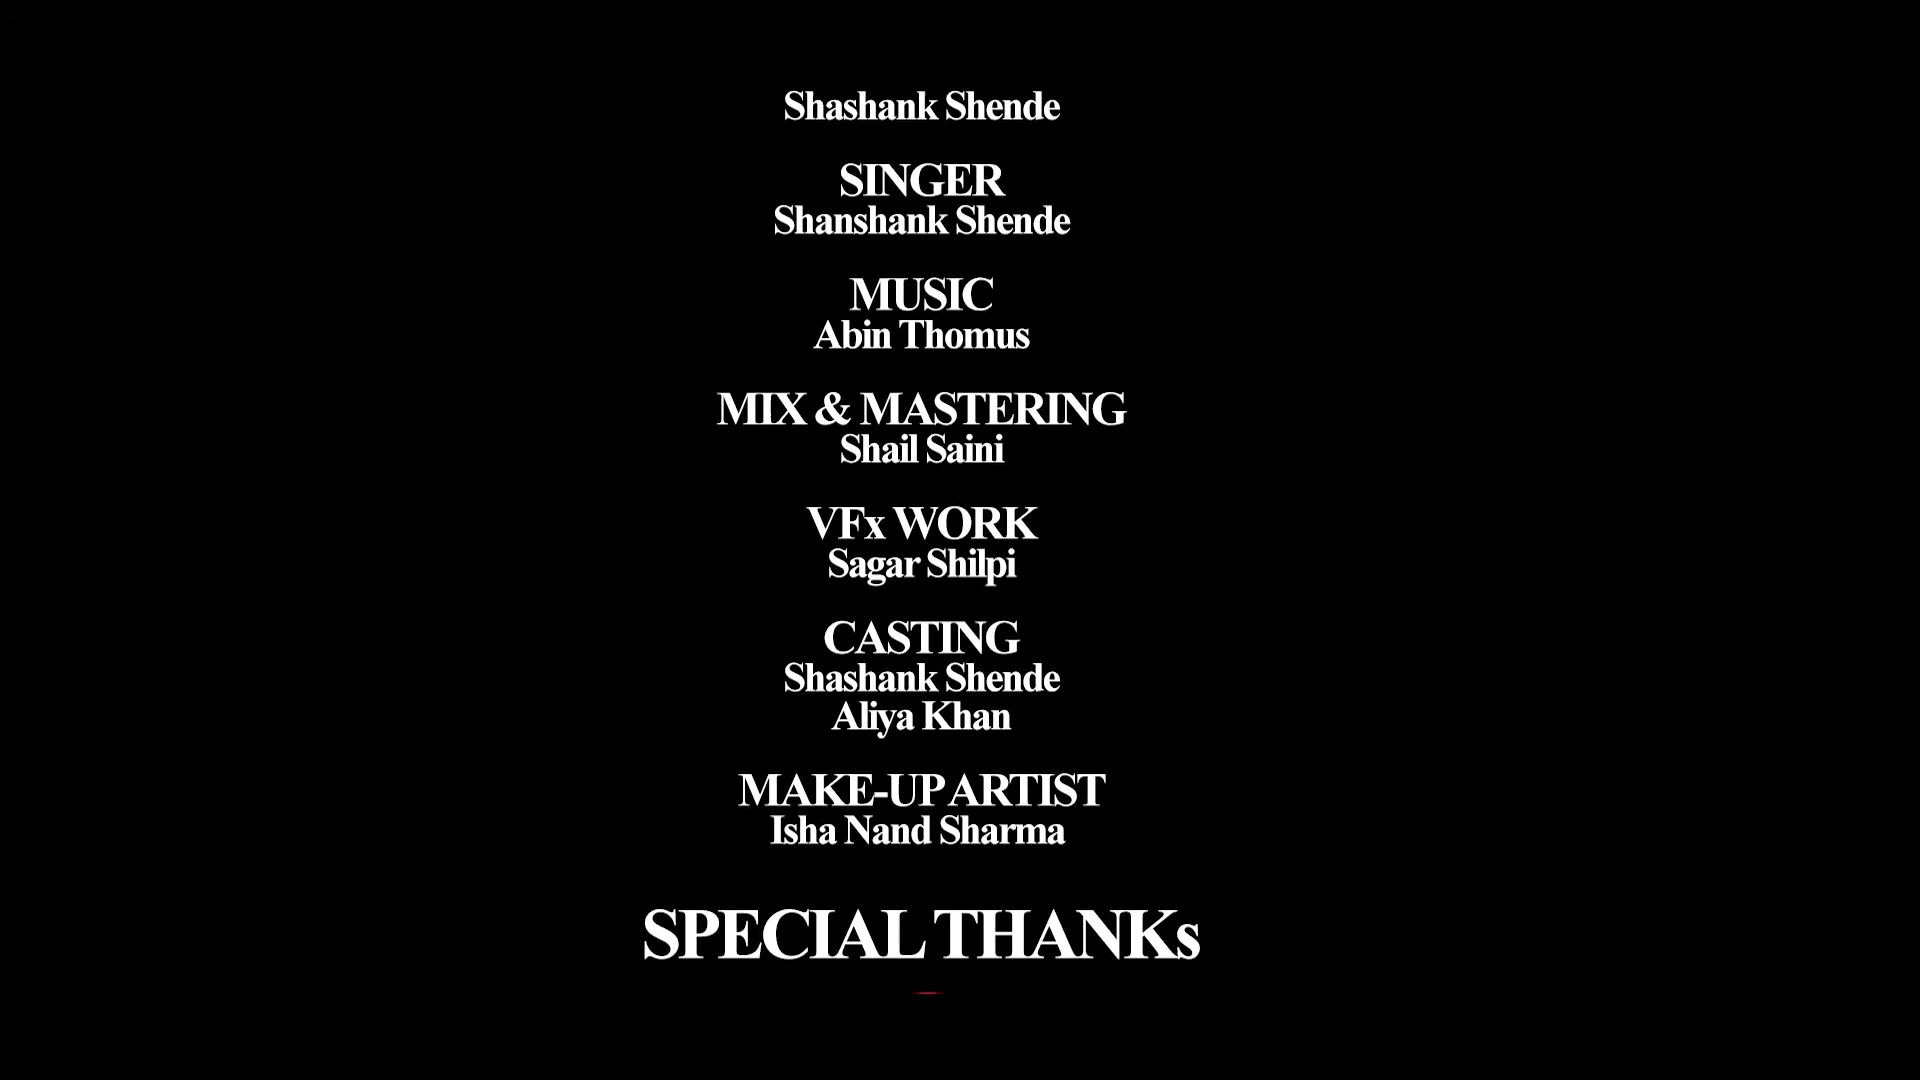 Shashank Shende
SINGER
Shanshank Shende
MUSIC
Abin Thomus
MIX & MASTERING
Shail Saini
VFx WORK
Sagar Shilpi
CASTING
Shashank Shende
Aliya Khan
MAKE-UP ARTIST
Isha Nand Sharma
SPECIAL THANKs